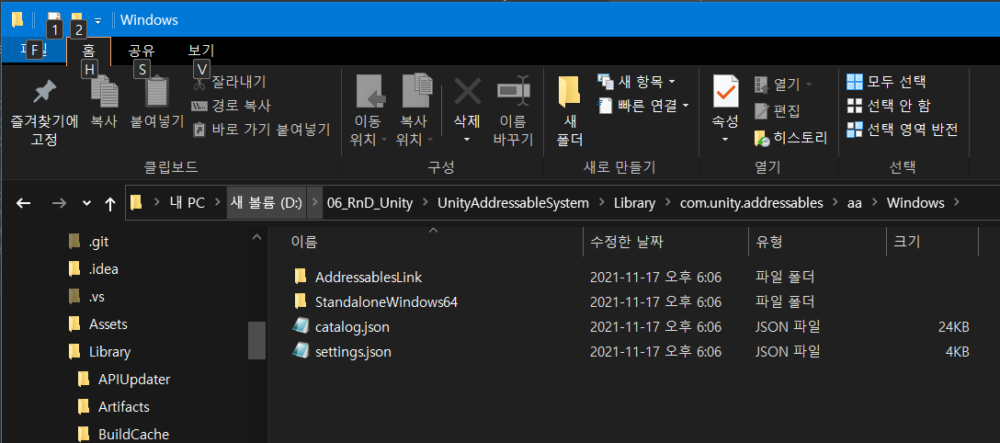 Windows
1
2
파일
F
홈
H
공유
S
보기
V
즐겨찾기에
고정
복사
붙여넣기
잘라내기
경로 복사
바로 가기 붙여넣기
클립보드
이동
위치
복사
위치
삭제
이름
바꾸기
구성
새
폴더
새 항목
빠른 연결
새로 만들기
속성
열기
편집
히스토리
열기
모두 선택
선택 안 함
선택 영역 반전
선택
내 PC > 새 볼륨 (D:) > 06_RnD_Unity > UnityAddressableSystem > Library > com.unity.addressables > aa > Windows >
.git
.idea
.vs
Assets
Library
APIUpdater
Artifacts
BuildCache
이름 수정한 날짜 유형 크기
AddressablesLink 2021-11-17 오후 6:06 파일 폴더
StandaloneWindows64 2021-11-17 오후 6:06 파일 폴더
catalog.json 2021-11-17 오후 6:06 JSON 파일 24KB
settings.json 2021-11-17 오후 6:06 JSON 파일 4KB